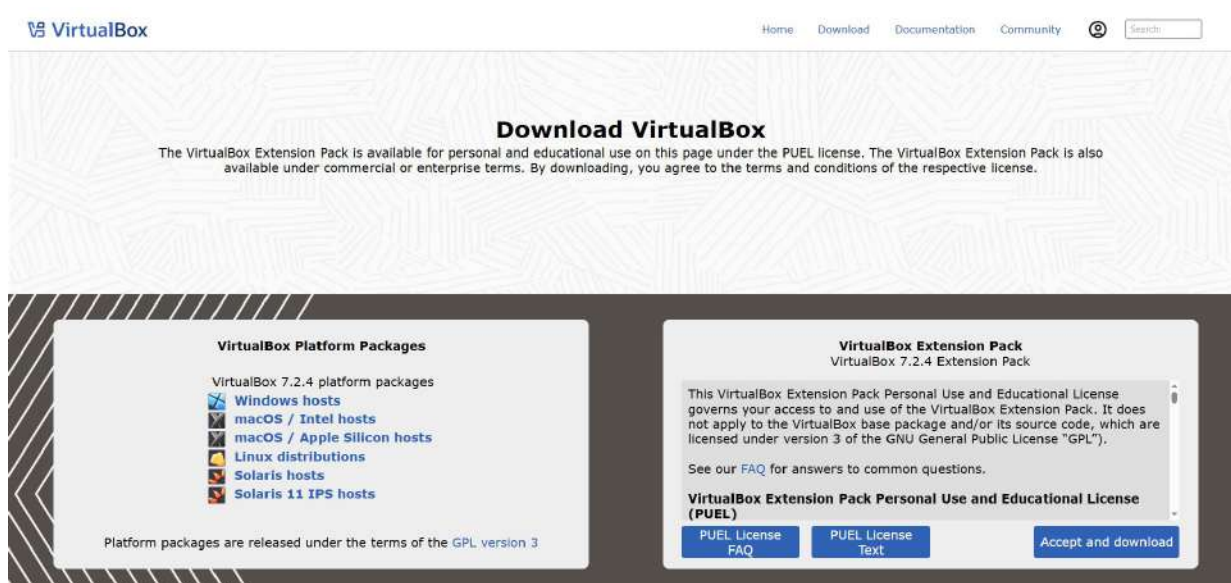 VirtualBox
Home Download Documentation Community Search
Download VirtualBox
The VirtualBox Extension Pack is available for personal and educational use on this page under the PUEL license. The VirtualBox Extension Pack is also
available under commercial or enterprise terms. By downloading, you agree to the terms and conditions of the respective license.
VirtualBox Platform Packages
VirtualBox 7.2.4 platform packages
Windows hosts
macOS / Intel hosts
macOS / Apple Silicon hosts
Linux distributions
Solaris hosts
Solaris 11 IPS hosts
Platform packages are released under the terms of the GPL version 3
VirtualBox Extension Pack
VirtualBox 7.2.4 Extension Pack
This VirtualBox Extension Pack Personal Use and Educational License
governs your access to and use of the VirtualBox Extension Pack. It does
not apply to the VirtualBox base package and/or its source code, which are
licensed under version 3 of the GNU General Public License “GPL”).
See our FAQ for answers to common questions.
VirtualBox Extension Pack Personal Use and Educational License
(PUEL)
PUEL License
FAQ
PUEL License
Text
Accept and download